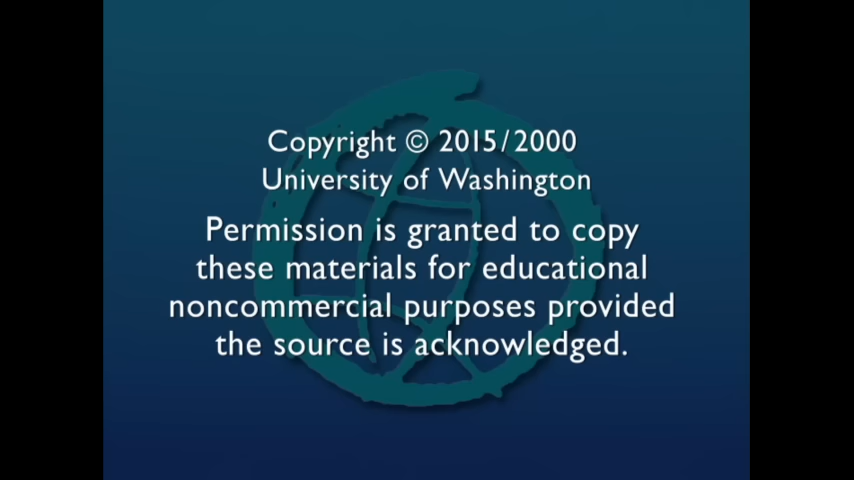 Copyright © 2015/2000
University of Washington
Permission is granted to copy
these materials for educational
noncommercial purposes provided
the source is acknowledged.